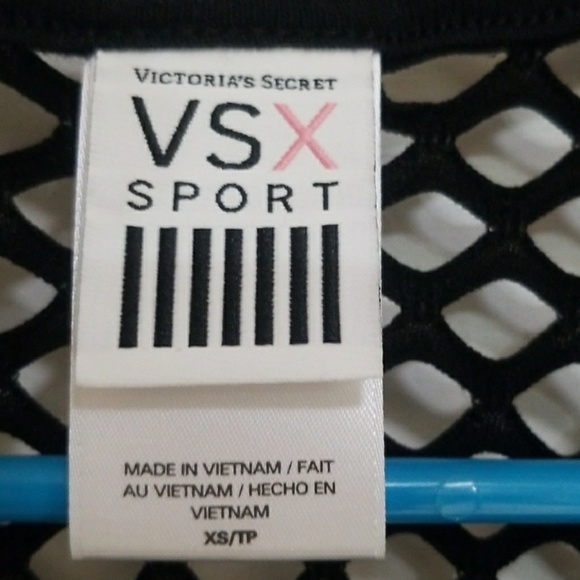 VICTORIA'S SECRET
VSX
SPORT
MADE IN VIETNAM / FAIT
AU VIETNAM / HECHO EN
VIETNAM
XS/TP